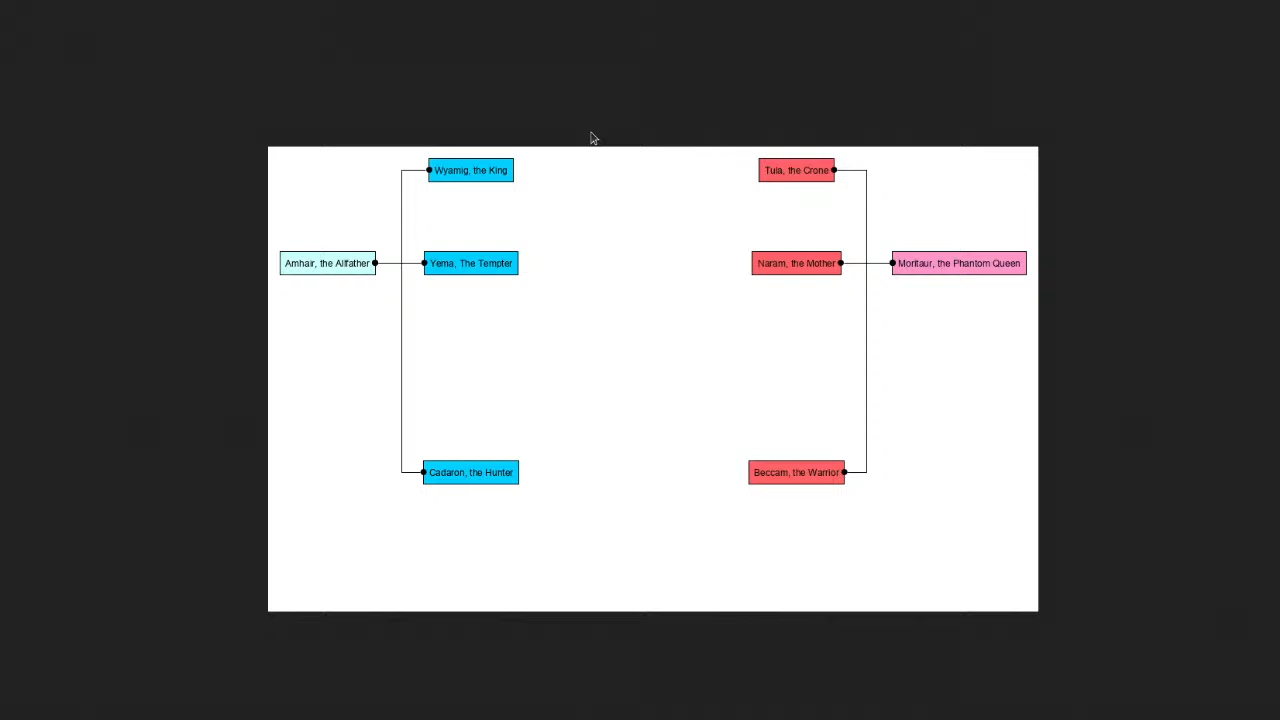 Wyamig, the King
Tula, the Crone
Amhair, the Allfather
Yema, The Tempter
Naram, the Mother
Moritaur, the Phantom Queen
Cadaron, the Hunter
Beccam, the Warrior